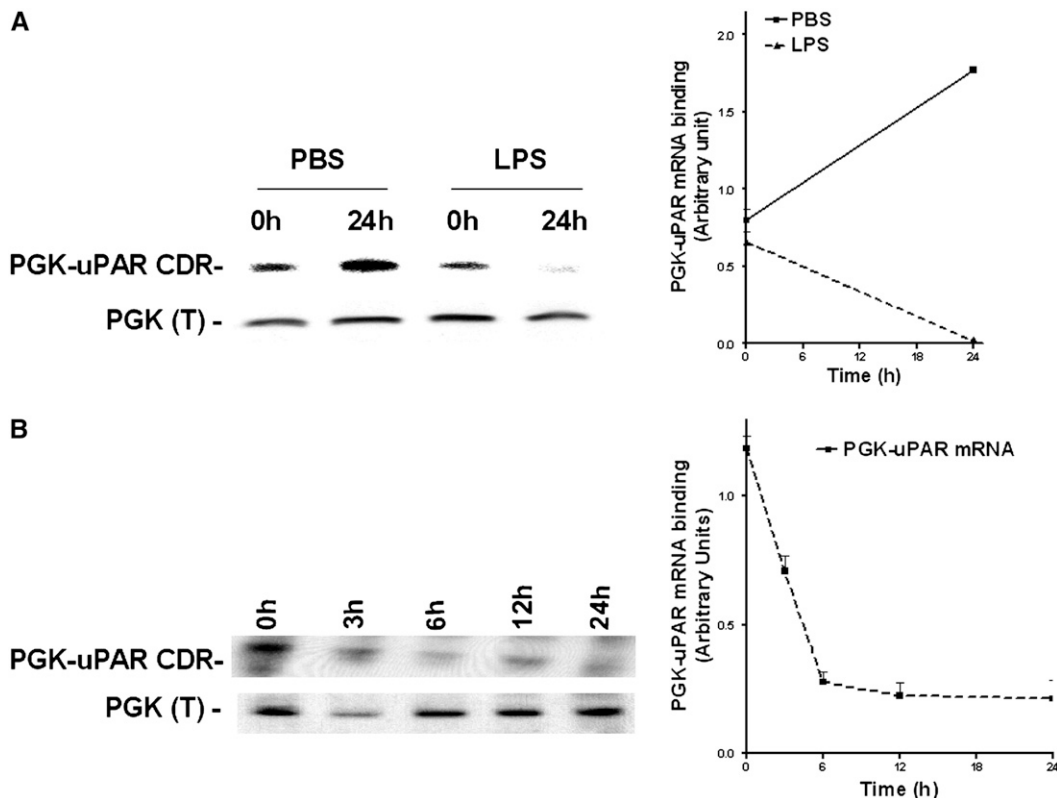 A
PBS LPS
0h 24h 0h 24h
PGK-uPAR CDR-
PGK (T) -
PBS
LPS
PGK-uPAR mRNA binding
(Arbitrary unit)
2.0
1.5
1.0
0.5
0.0
0 6 12 18 24
Time (h)
B
0h 3h 6h 12h 24h
PGK-uPAR CDR-
PGK (T) -
PGK-uPAR mRNA
PGK-uPAR mRNA binding
(Arbitrary Units)
1.0
0.5
0.0
0 6 12 24
Time (h)